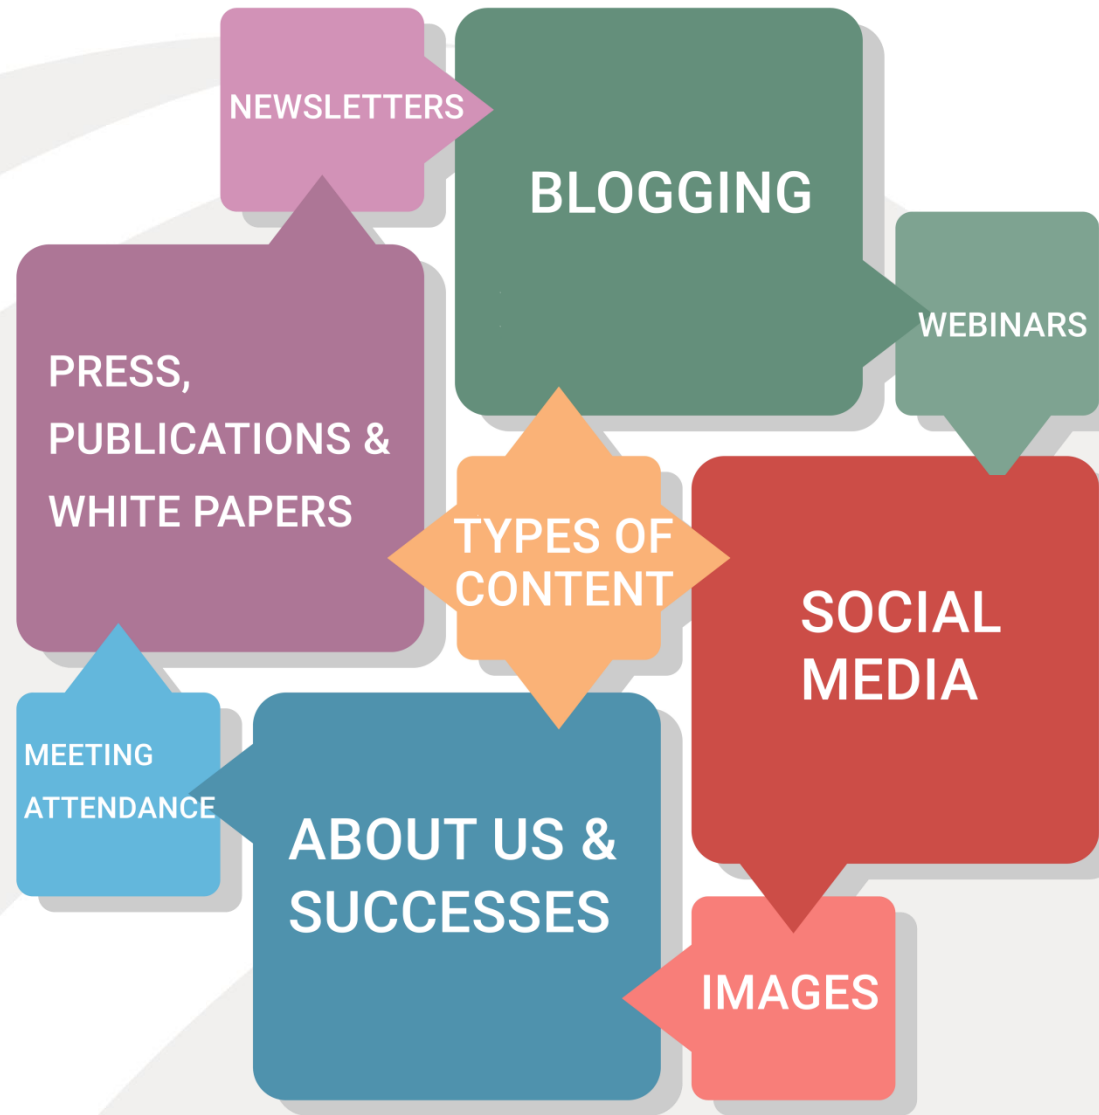 NEWSLETTERS
BLOGGING
WEBINARS
PRESS,
PUBLICATIONS &
WHITE PAPERS
TYPES OF
CONTENT
SOCIAL
MEDIA
MEETING
ATTENDANCE
ABOUT US &
SUCCESSES
IMAGES